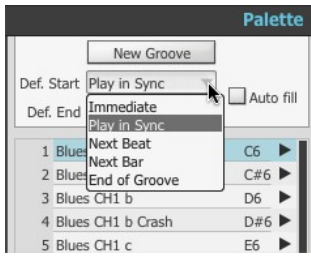 Palette
New Groove
Def. Start Play in Sync
Auto fill
Def. End
Immediate
Play in Sync
Next Beat
Next Bar
End of Groove
1 Blues C6
2 Blues C#6
3 Blues CH1 b D6
4 Blues CH1 b Crash D#6
5 Blues CH1 c E6